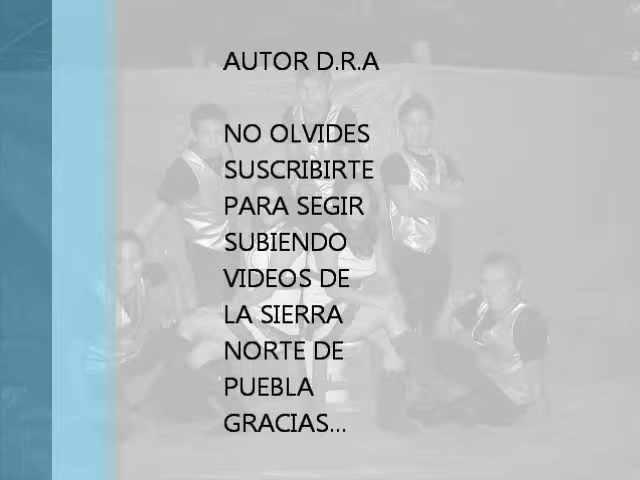 AUTOR D.R.A
NO OLVIDES
SUSCRIBIRTE
PARA SEGIR
SUBIENDO
VIDEOS DE
LA SIERRA
NORTE DE
PUEBLA
GRACIAS...